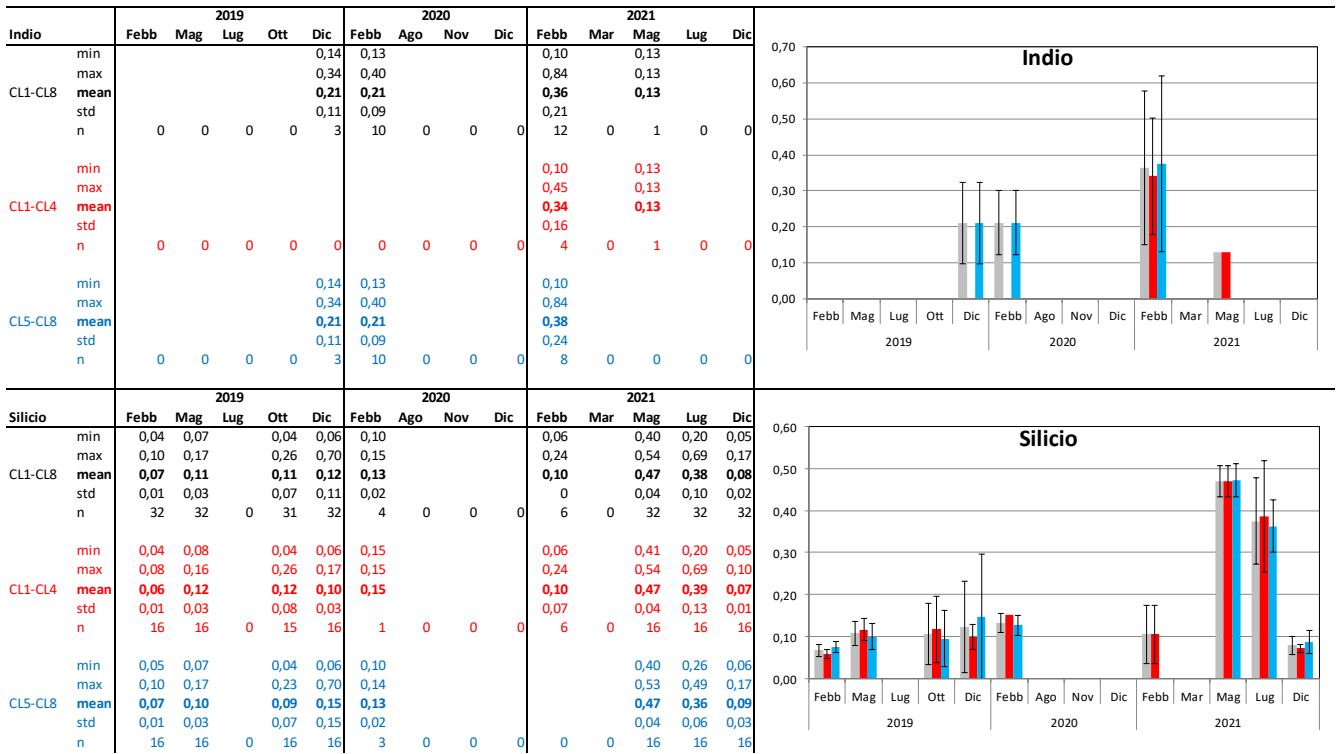 2019 2020 2021
Indio Febb Mag Lug Ott Dic Febb Ago Nov Dic Febb Mar Mag Lug Dic
min 0,14 0,13 0,10 0,13
max 0,34 0,40 0,84 0,13
CL1-CL8 mean 0,21 0,21 0,36 0,13
std 0,11 0,09 0,21
n 0 0 0 0 3 10 0 0 0 12 0 1 0 0
min 0,10 0,13
max 0,45 0,13
CL1-CL4 mean 0,34 0,13
std 0,16
n 0 0 0 0 0 0 0 0 0 4 0 1 0 0
min 0,14 0,13 0,10
max 0,34 0,40 0,84
CL5-CL8 mean 0,21 0,21 0,38
std 0,11 0,09 0,24
n 0 0 0 0 3 10 0 0 0 8 0 0 0 0
Indio
0,70
0,60
0,50
0,40
0,30
0,20
0,10
0,00
Febb Mag Lug Ott Dic Febb Ago Nov Dic Febb Mar Mag Lug Dic
2019 2020 2021
2019 2020 2021
Silicio Febb Mag Lug Ott Dic Febb Ago Nov Dic Febb Mar Mag Lug Dic
min 0,04 0,07 0,04 0,06 0,10 0,06 0,40 0,20 0,05
max 0,10 0,17 0,26 0,70 0,15 0,24 0,54 0,69 0,17
CL1-CL8 mean 0,07 0,11 0,11 0,12 0,13 0,10 0,47 0,38 0,08
std 0,01 0,03 0,07 0,11 0,02 0 0,04 0,10 0,02
n 32 32 0 31 32 4 0 0 0 6 0 32 32 32
min 0,04 0,08 0,04 0,06 0,15 0,06 0,41 0,20 0,05
max 0,08 0,16 0,26 0,17 0,15 0,24 0,54 0,69 0,10
CL1-CL4 mean 0,06 0,12 0,12 0,10 0,15 0,10 0,47 0,39 0,07
std 0,01 0,03 0,08 0,03 0,07 0,04 0,13 0,01
n 16 16 0 15 16 1 0 0 0 6 0 16 16 16
min 0,05 0,07 0,04 0,06 0,10 0,40 0,26 0,06
max 0,10 0,17 0,23 0,70 0,14 0,53 0,49 0,17
CL5-CL8 mean 0,07 0,10 0,09 0,15 0,13 0,47 0,36 0,09
std 0,01 0,03 0,07 0,15 0,02 0,04 0,06 0,03
n 16 16 0 16 16 3 0 0 0 0 0 16 16 16
Silicio
0,60
0,50
0,40
0,30
0,20
0,10
0,00
Febb Mag Lug Ott Dic Febb Ago Nov Dic Febb Mar Mag Lug Dic
2019 2020 2021